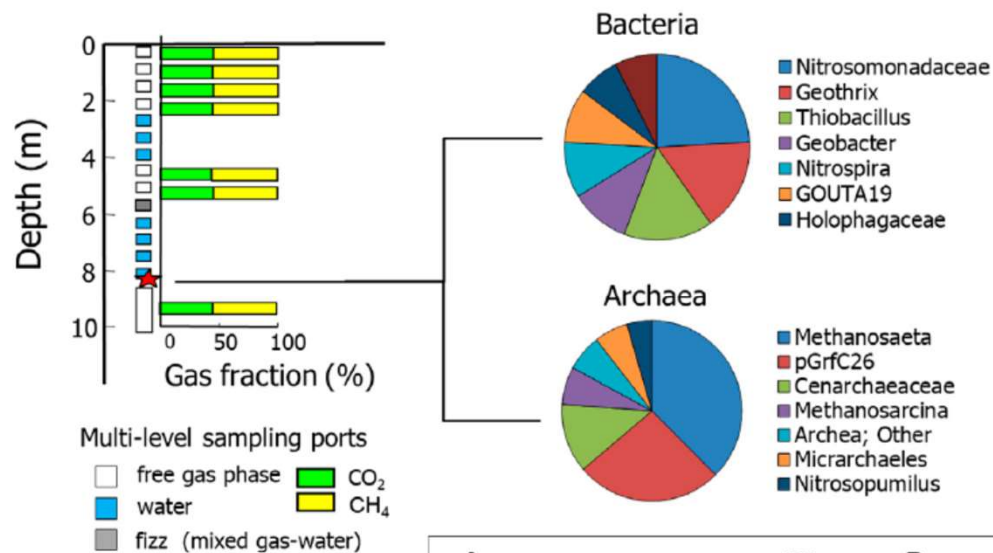 Bacteria
0
2
4
6
8
10
Depth (m)
0 50 100
Gas fraction (%)
Nitrosomonadaceae
Geothrix
Thiobacillus
Geobacter
Nitrospira
GOUTA19
Holophagaceae
Archaea
Methanosaeta
pGrfC26
Cenarchaeaceae
Methanosarcina
Archea; Other
Micrarchaeles
Nitrosopumilus
Multi-level sampling ports
free gas phase
water
fizz (mixed gas-water)
CO₂
CH₄